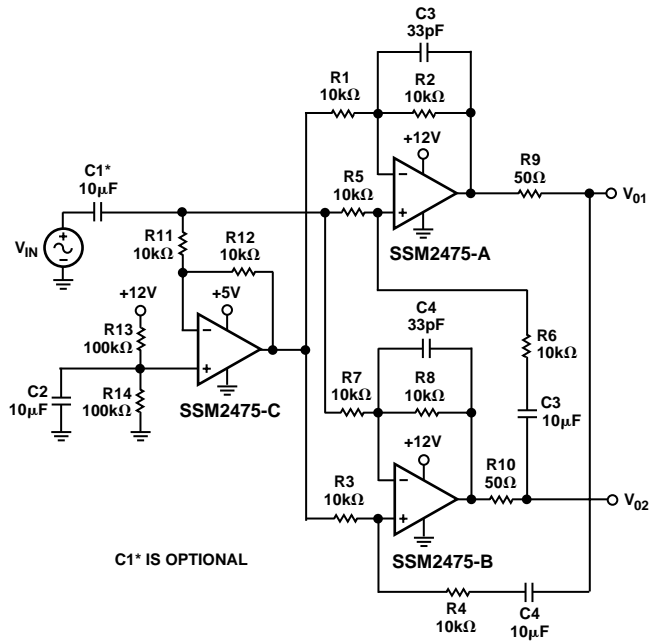 C3
33pF
R1
10kΩ
R2
10kΩ
+12V
C1*
10μF
R5
10kΩ
R9
50Ω
V01
VIN
R11
10kΩ
R12
10kΩ
SSM2475-A
+12V
+5V
R13
100kΩ
C4
33pF
R6
10kΩ
C2
10μF
R14
100kΩ
SSM2475-C
R7
10kΩ
R8
10kΩ
C3
10μF
+12V
R10
50Ω
R3
10kΩ
V02
C1* IS OPTIONAL
SSM2475-B
R4
10kΩ
C4
10μF